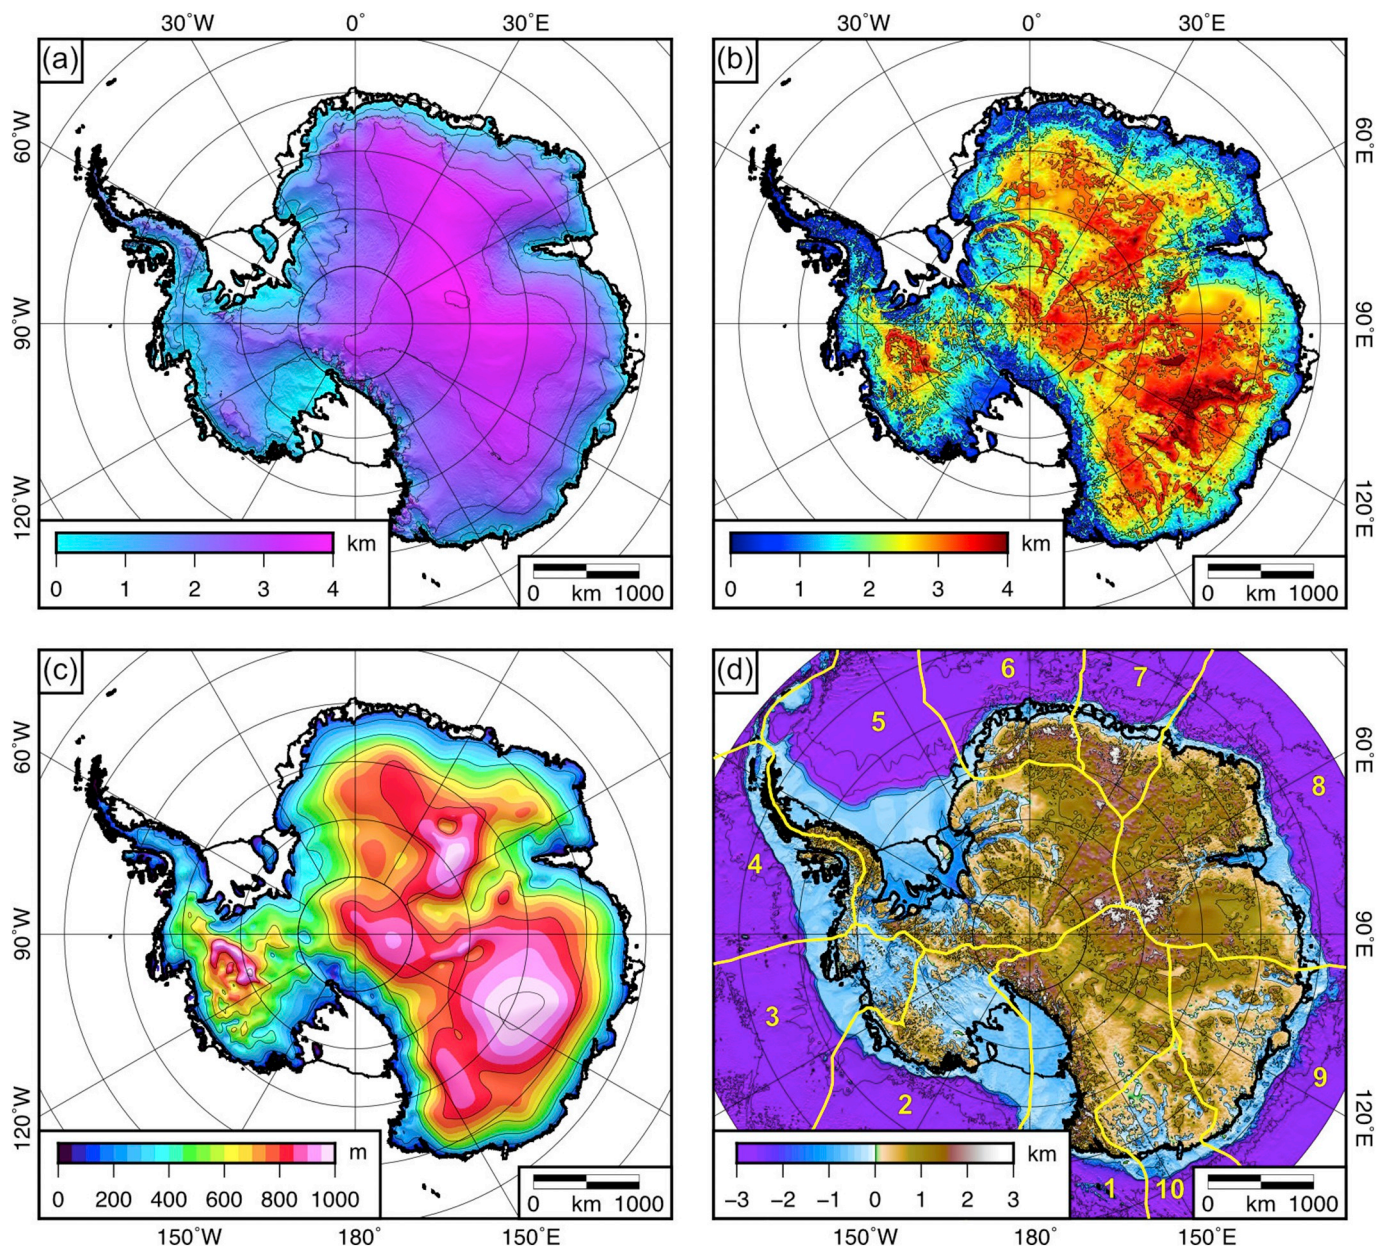 30°W 0° 30°E 30°W 0° 30°E
(a) (b)
60°W 60°E
90°W 90°E
120°W 120°E
km km
0 1 2 3 4 km 1000 0
0 1 2 3 4 km 1000 0
(c) (d)
6 7
5
60°W 60°E
8
4
90°W 90°E
3
9
2
120°W 120°E
m km
0 200 400 600 800 1000 0 km 1000
−3 −2 −1 0 1 2 3 1 10 0 km 1000
150°W 180° 150°E 150°W 180° 150°E